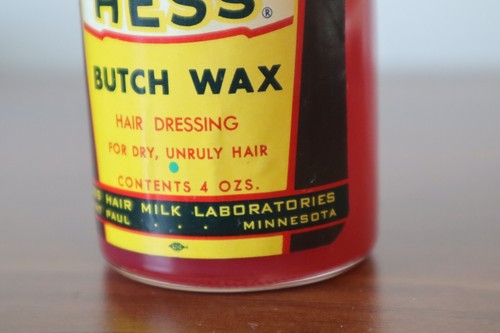 HESS®
BUTCH WAX
HAIR DRESSING
FOR DRY, UNRULY HAIR
CONTENTS 4 OZS.
HAIR MILK LABORATORIES
PAUL . . . MINNESOTA